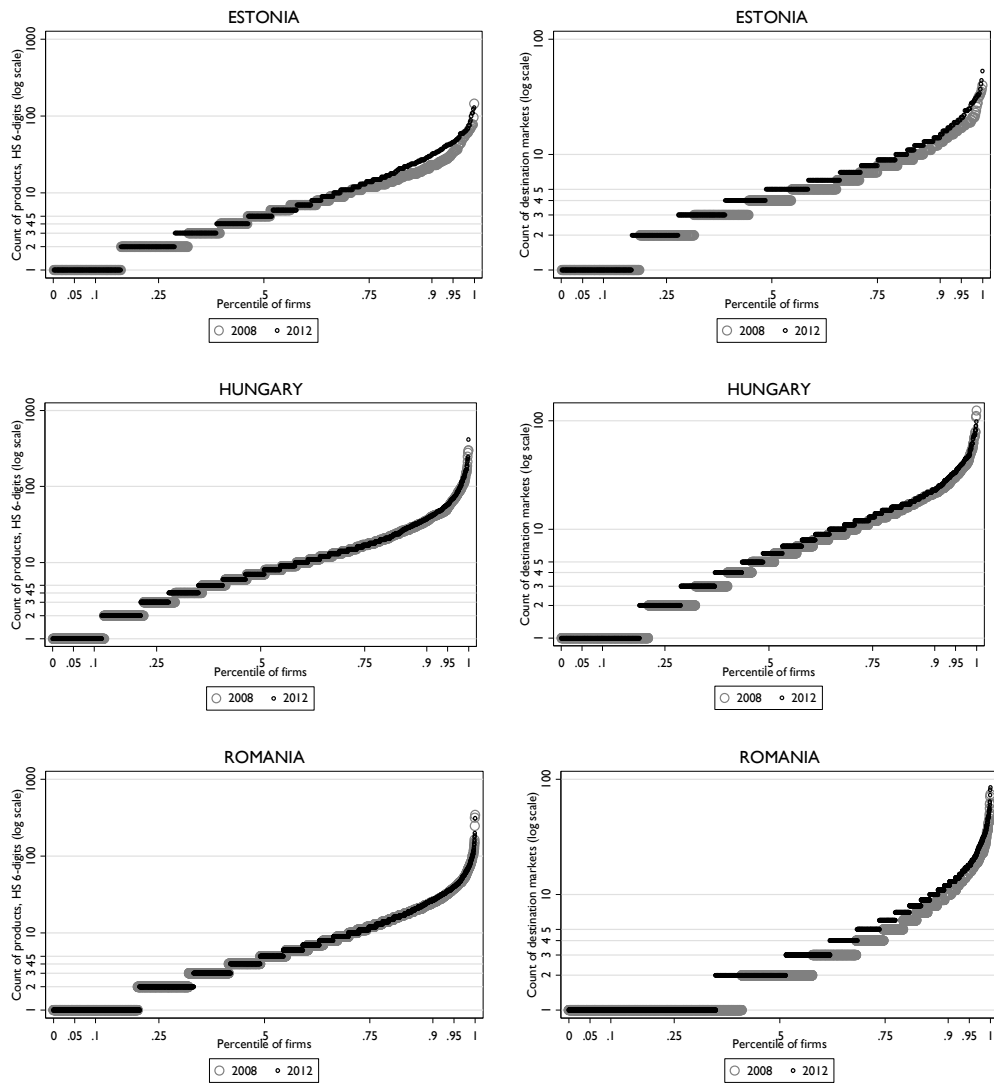 ESTONIA
Count of products, HS 6-digits (log scale)
1000
100
10
5
4
3
2
1
0 .05 .1 .25 .5 .75 .9 .95 1
Percentile of firms
2008 2012
ESTONIA
Count of destination markets (log scale)
100
10
5
4
3
2
1
0 .05 .1 .25 .5 .75 .9 .95 1
Percentile of firms
2008 2012
HUNGARY
Count of products, HS 6-digits (log scale)
1000
100
10
5
4
3
2
1
0 .05 .1 .25 .5 .75 .9 .95 1
Percentile of firms
2008 2012
HUNGARY
Count of destination markets (log scale)
100
10
5
4
3
2
1
0 .05 .1 .25 .5 .75 .9 .95 1
Percentile of firms
2008 2012
ROMANIA
Count of products, HS 6-digits (log scale)
1000
100
10
5
4
3
2
1
0 .05 .1 .25 .5 .75 .9 .95 1
Percentile of firms
2008 2012
ROMANIA
Count of destination markets (log scale)
100
10
5
4
3
2
1
0 .05 .1 .25 .5 .75 .9 .95 1
Percentile of firms
2008 2012